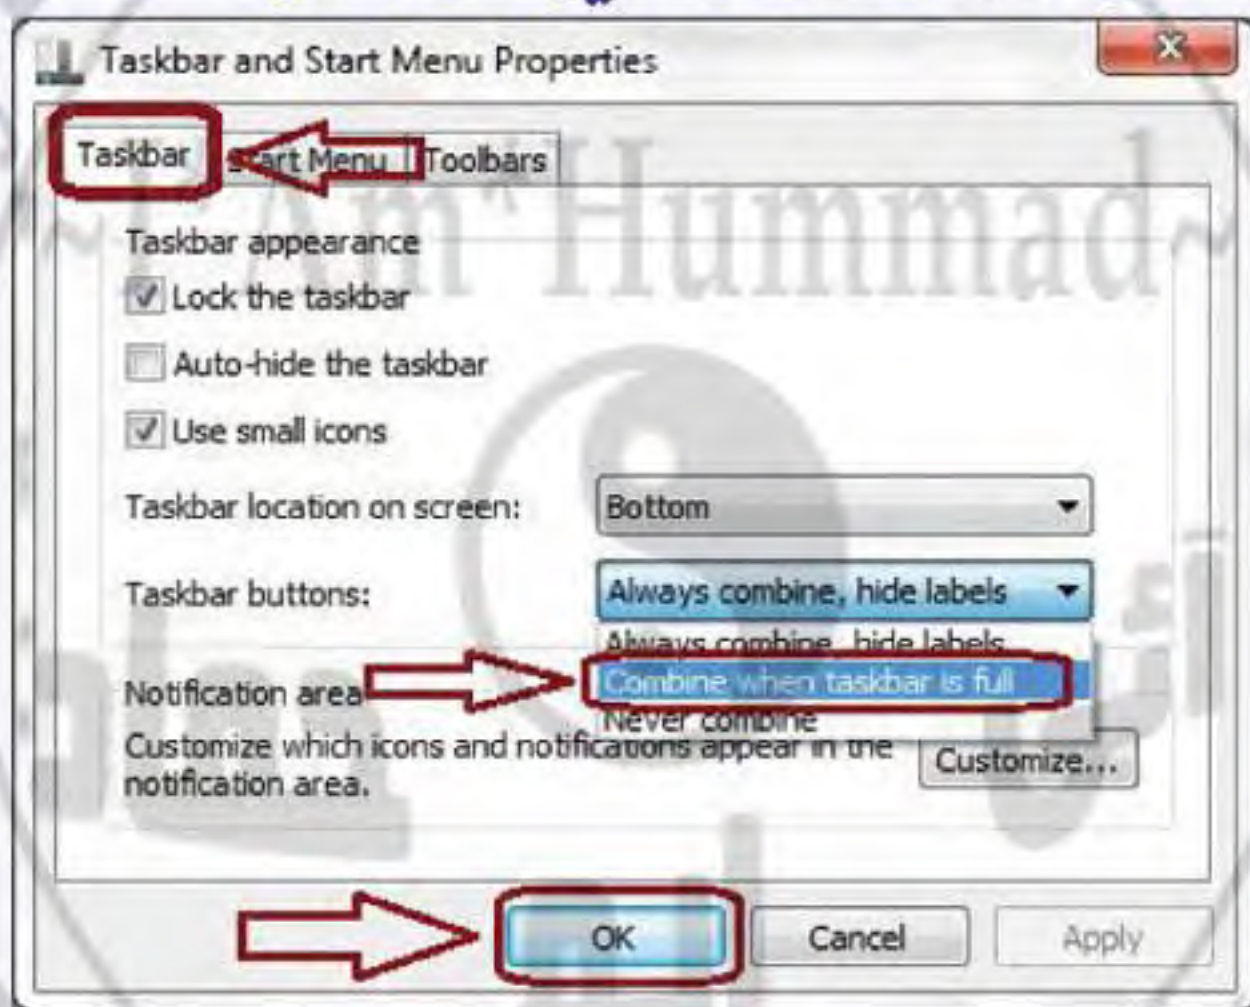 Taskbar and Start Menu Properties
Taskbar Start Menu Toolbars
~I Am* Hummad~
Taskbar appearance
Lock the taskbar
Auto-hide the taskbar
Use small icons
Taskbar location on screen: Bottom
Taskbar buttons: Always combine, hide labels
Always combine, hide labels
Combine when taskbar is full
Never combine
Notification area
Customize which icons and notifications appear in the
notification area.
Customize...
OK Cancel Apply